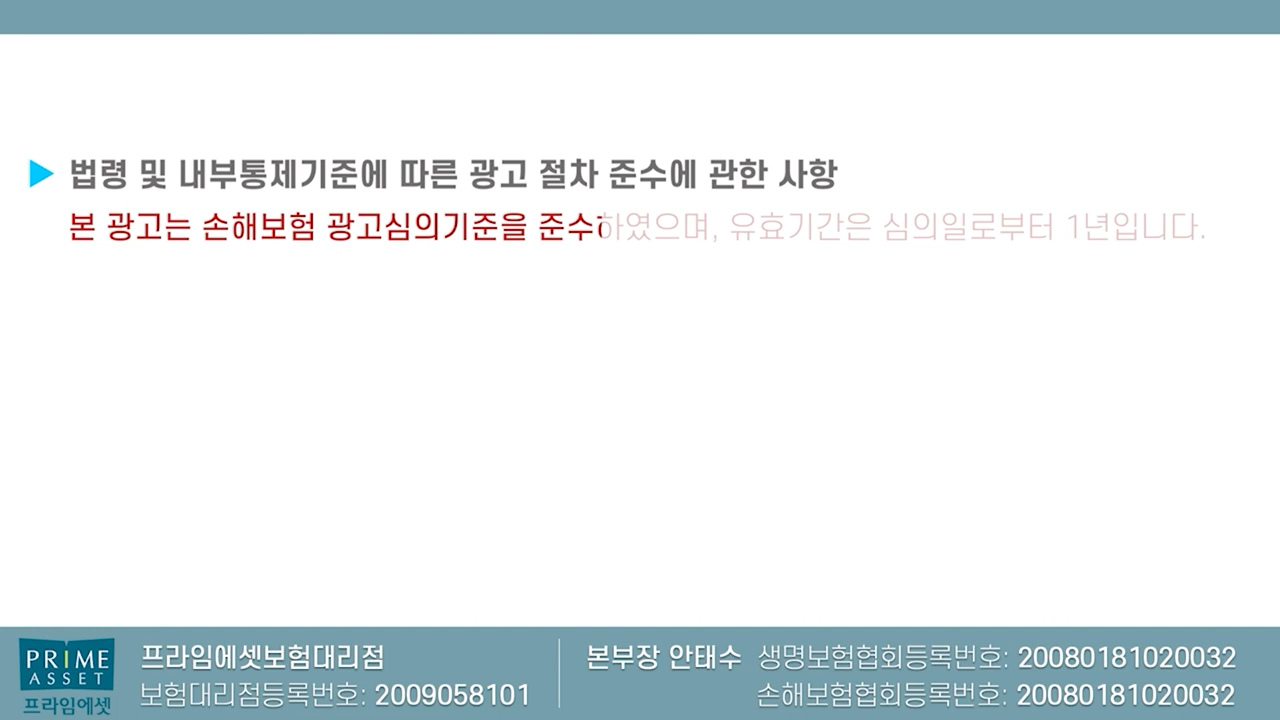 ▶ 법령 및 내부통제기준에 따른 광고 절차 준수에 관한 사항
본 광고는 손해보험 광고심의기준을 준수하였으며, 유효기간은 심의일로부터 1년입니다.
PRIME
ASSET
프라임에셋
프라임에셋보험대리점
보험대리점등록번호: 2009058101
본부장 안태수 생명보험협회등록번호: 20080181020032
손해보험협회등록번호: 20080181020032